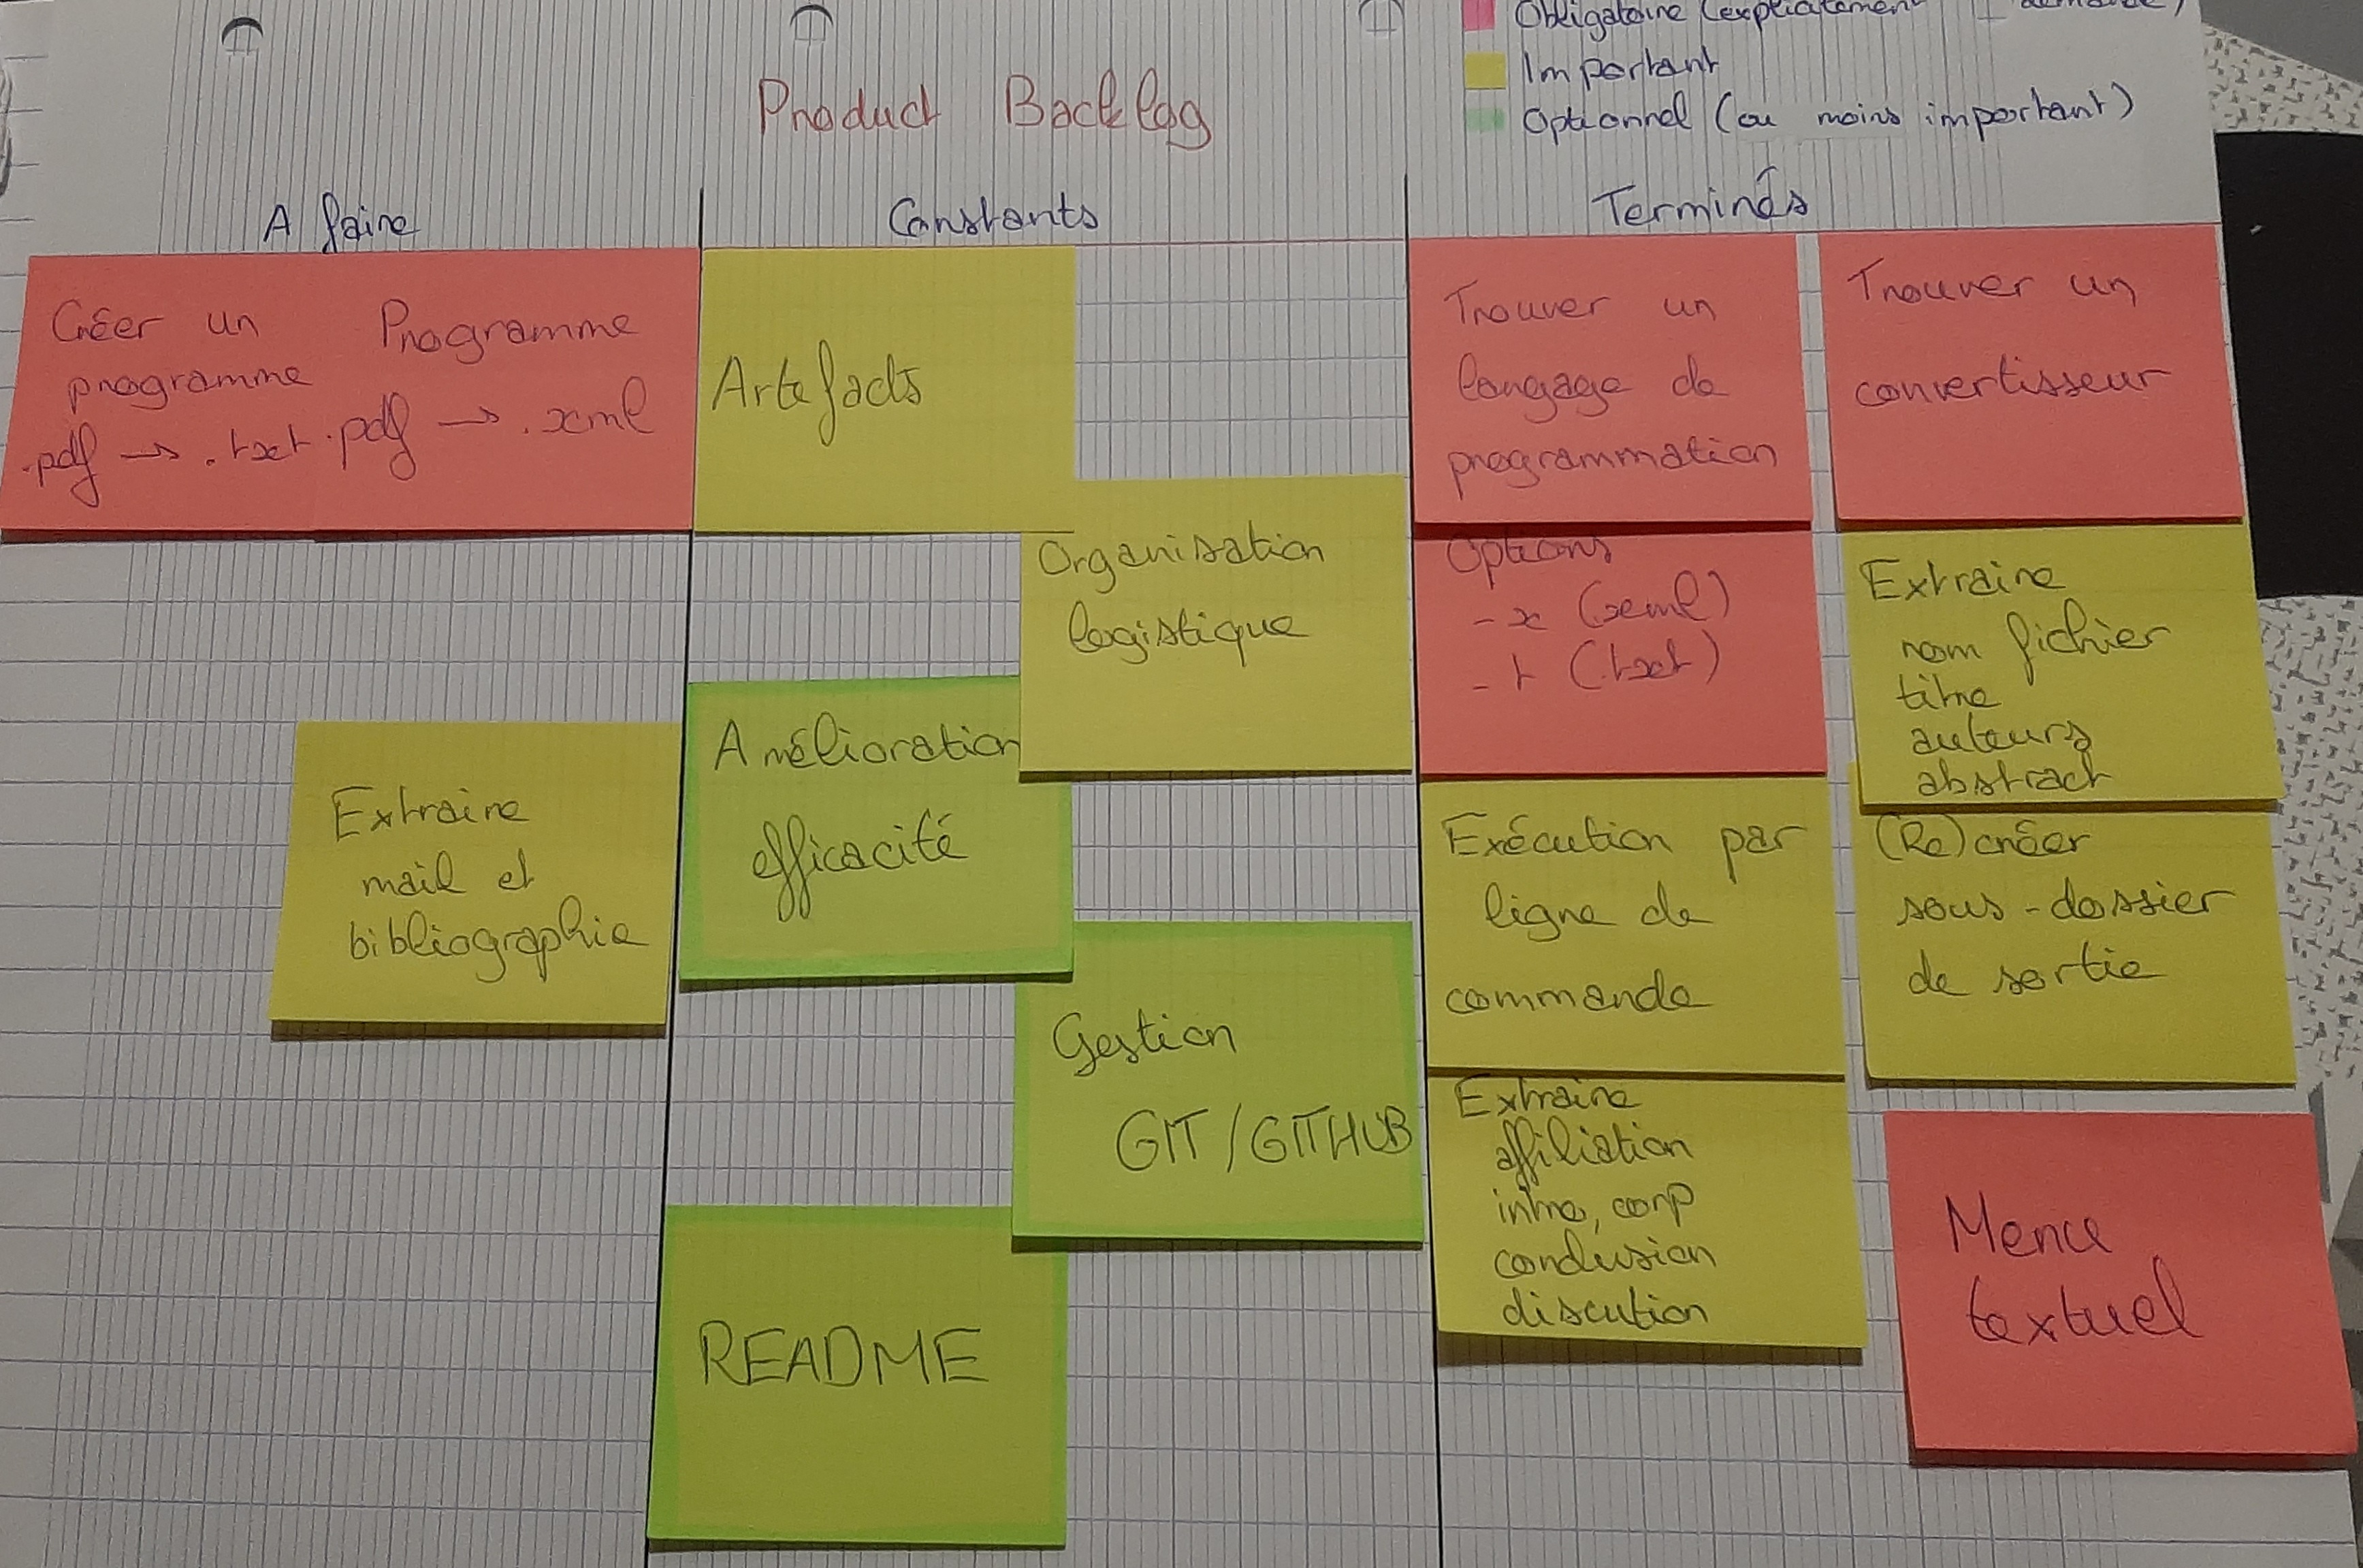 Obligatoire (explicitement demandé)
Important
Optionnel (ou moins important)
Product Backlog
A faire
Créer un
programme
.pdf → .txt
Programme
.pdf → .xml
Extraire
mail et
bibliographie
Constants
Artefacts
Organisation
logistique
Amélioration
efficacité
Gestion
GIT/GITHUB
README
Terminés
Trouver un
langage de
programmation
Trouver un
convertisseur
Options
-x (xml)
-t (.txt)
Extraire
nom fichier
titre
auteurs
abstract
Exécution par
ligne de
commande
(Re)créer
sous-dossier
de sortie
Extraire
affiliation
intro, corp
conclusion
discution
Menu
textuel